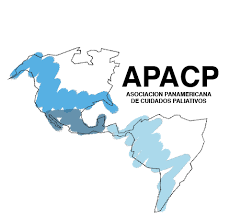 APACP
ASOCIACION PANAMERICANA
DE CUIDADOS PALIATIVOS